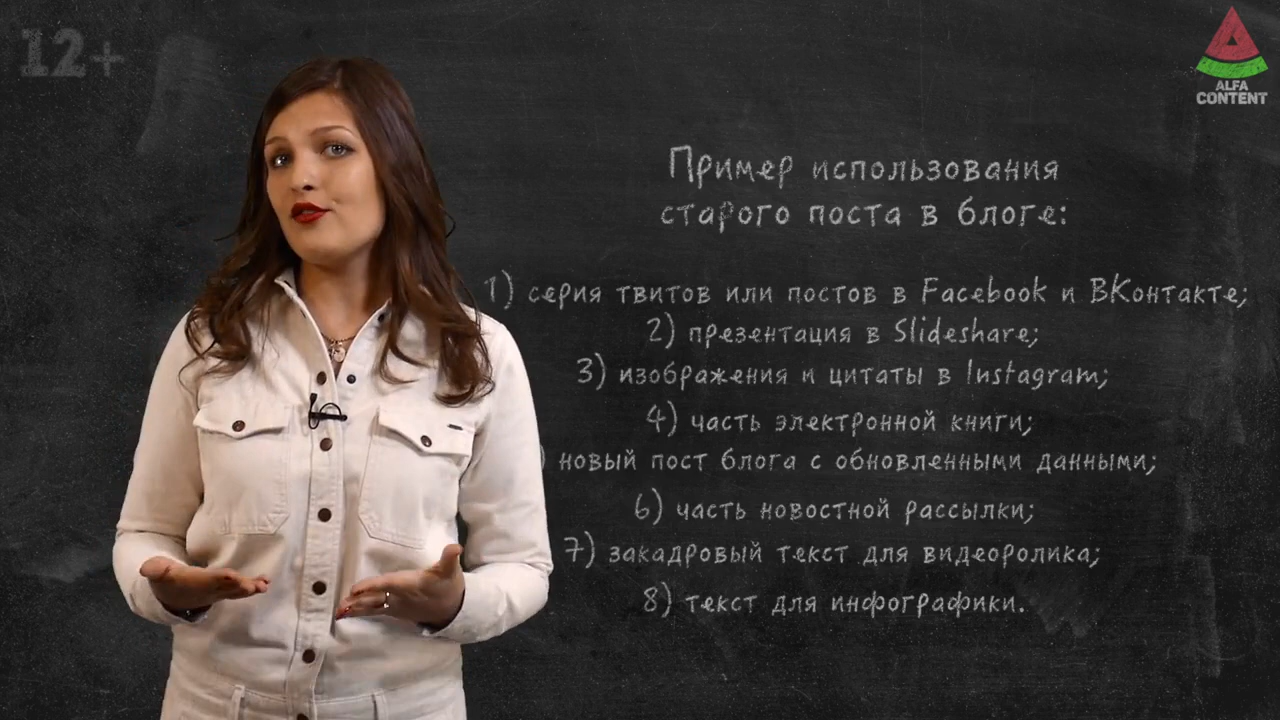 12+
ALFA
CONTENT
Пример использования
старого поста в блоге:
1) серия твитов или постов в Facebook и ВКонтакте;
2) презентация в Slideshare;
3) изображения и цитаты в Instagram;
4) часть электронной книги;
) новый пост блога с обновленными данными;
6) часть новостной рассылки;
7) закадровый текст для видеоролика;
8) текст для инфографики.